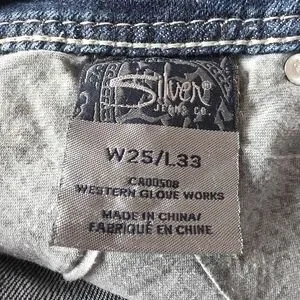 Silver
JEANS CO.
W25/L33
CA00508
WESTERN GLOVE WORKS
MADE IN CHINA/
FABRIQUÉ EN CHINE